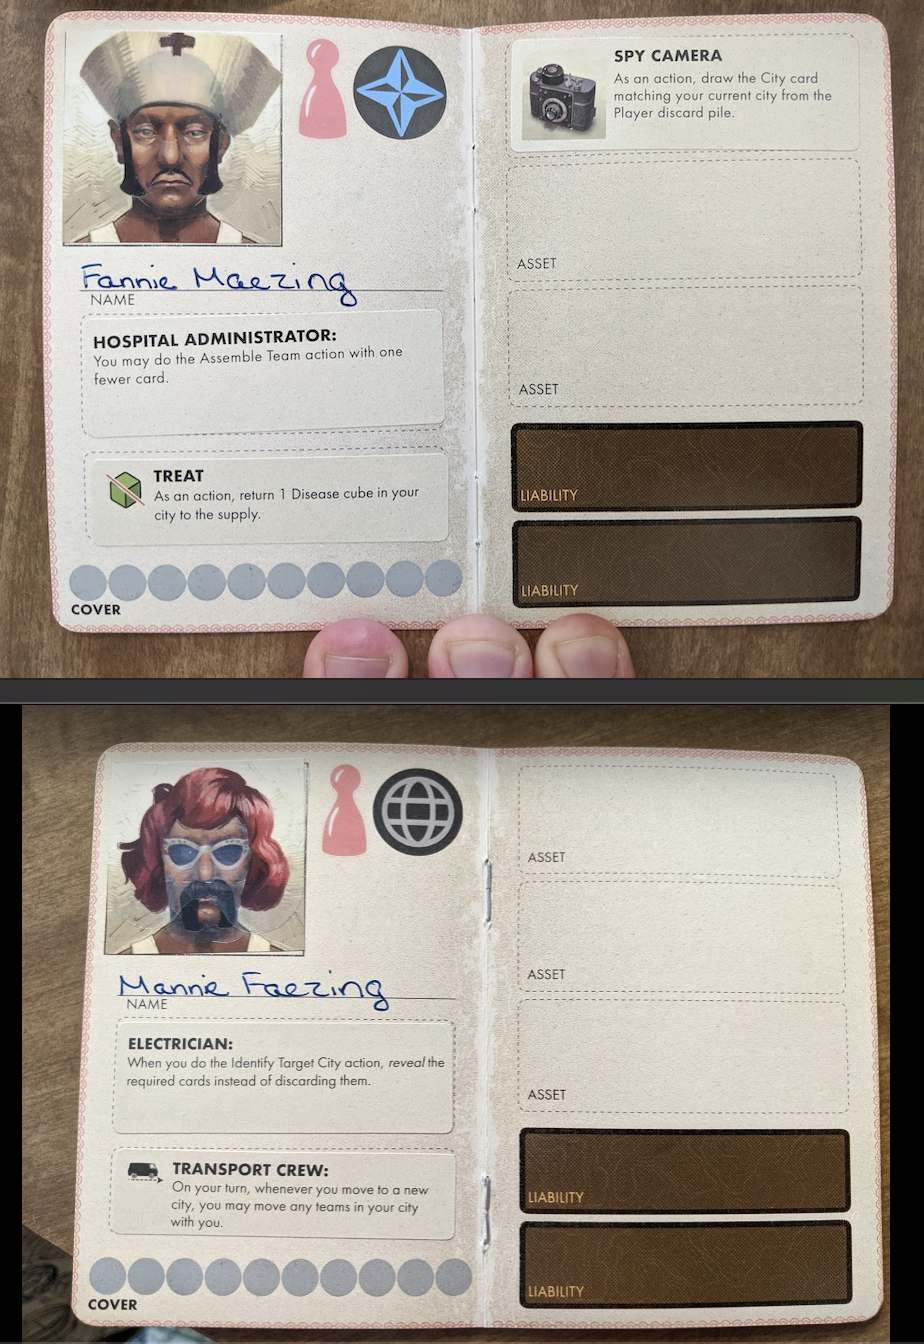 Fannie Maezing
NAME
HOSPITAL ADMINISTRATOR:
You may do the Assemble Team action with one
fewer card.
TREAT
As an action, return 1 Disease cube in your
city to the supply.
COVER
SPY CAMERA
As an action, draw the City card
matching your current city from the
Player discard pile.
ASSET
ASSET
LIABILITY
LIABILITY
Mannie Faezing
NAME
ELECTRICIAN:
When you do the Identify Target City action, reveal the
required cards instead of discarding them.
TRANSPORT CREW:
On your turn, whenever you move to a new
city, you may move any teams in your city
with you.
COVER
ASSET
ASSET
ASSET
LIABILITY
LIABILITY